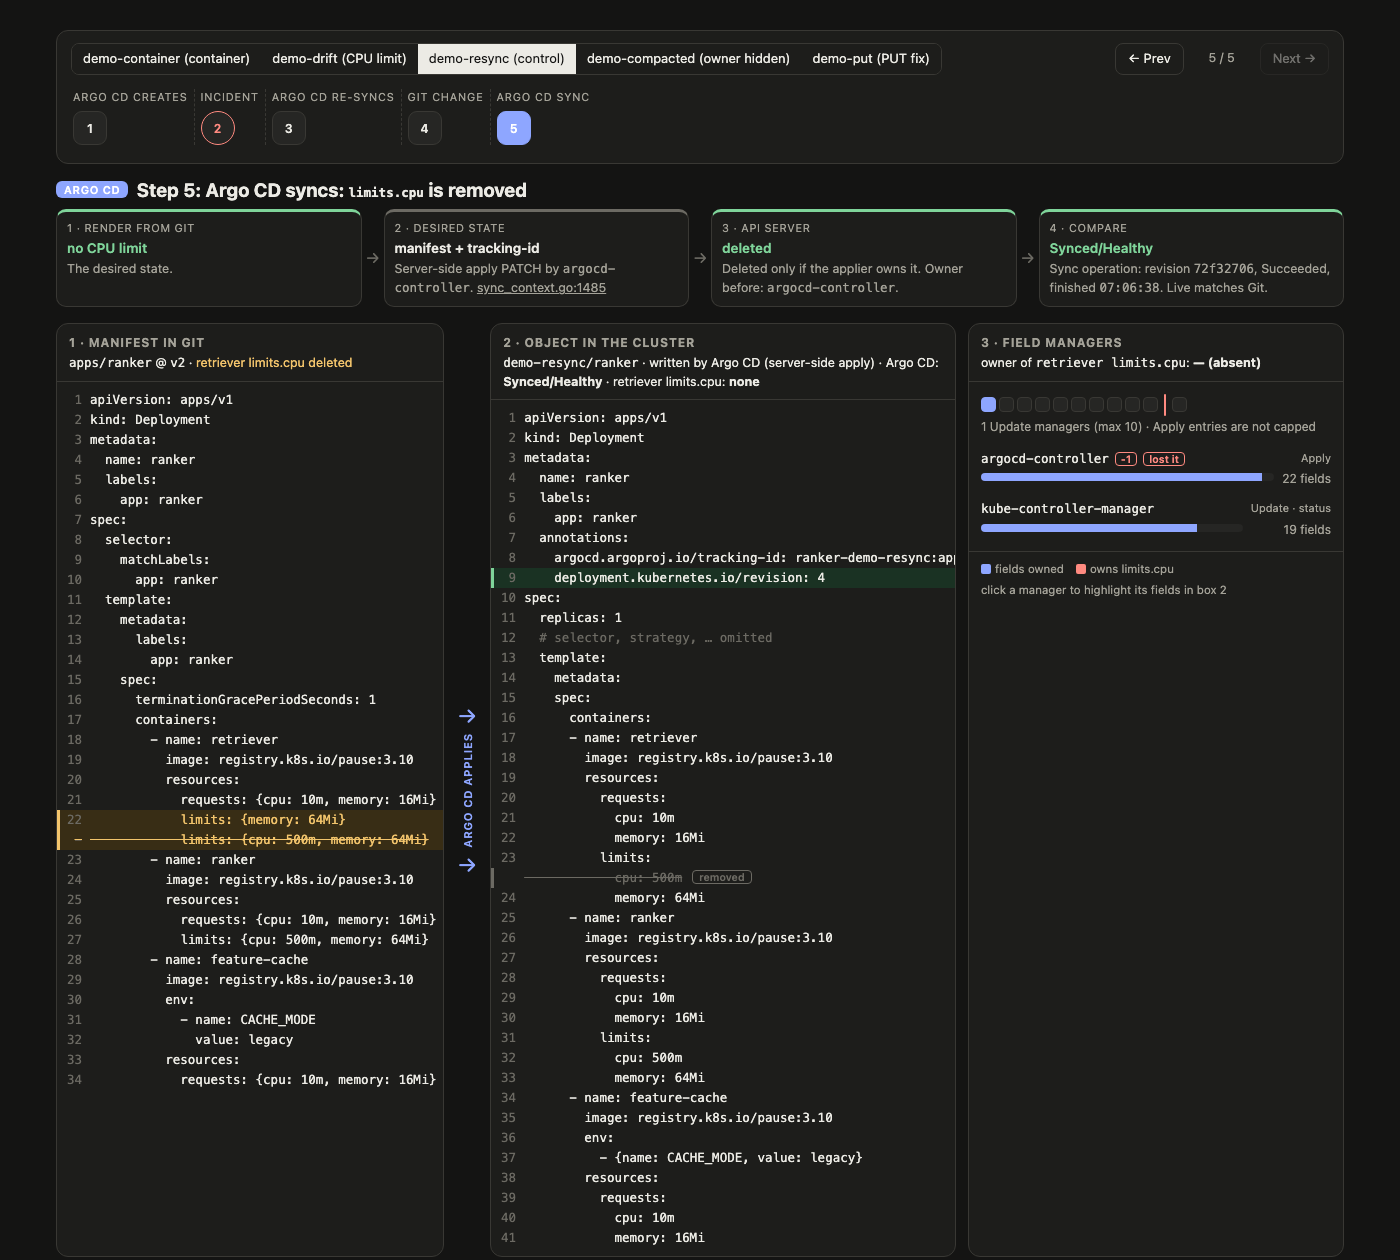 demo-container (container) demo-drift (CPU limit) demo-resync (control) demo-compacted (owner hidden) demo-put (PUT fix) ← Prev 5 / 5 Next →
ARGO CD CREATES INCIDENT ARGO CD RE-SYNCS GIT CHANGE ARGO CD SYNC
1 2 3 4 5
ARGO CD Step 5: Argo CD syncs: limits.cpu is removed
1 · RENDER FROM GIT
no CPU limit
The desired state.
→
2 · DESIRED STATE
manifest + tracking-id
Server-side apply PATCH by argocd-
controller. sync_context.go:1485
→
3 · API SERVER
deleted
Deleted only if the applier owns it. Owner
before: argocd-controller.
→
4 · COMPARE
Synced/Healthy
Sync operation: revision 72f32706, Succeeded,
finished 07:06:38. Live matches Git.
1 · MANIFEST IN GIT
apps/ranker @ v2 · retriever limits.cpu deleted
1 apiVersion: apps/v1
2 kind: Deployment
3 metadata:
4 name: ranker
5 labels:
6 app: ranker
7 spec:
8 selector:
9 matchLabels:
10 app: ranker
11 template:
12 metadata:
13 labels:
14 app: ranker
15 spec:
16 terminationGracePeriodSeconds: 1
17 containers:
18 - name: retriever
19 image: registry.k8s.io/pause:3.10
20 resources:
21 requests: {cpu: 10m, memory: 16Mi}
22 limits: {memory: 64Mi}
– limits: {cpu: 500m, memory: 64Mi}
23 - name: ranker
24 image: registry.k8s.io/pause:3.10
25 resources:
26 requests: {cpu: 10m, memory: 16Mi}
27 limits: {cpu: 500m, memory: 64Mi}
28 - name: feature-cache
29 image: registry.k8s.io/pause:3.10
30 env:
31 - name: CACHE_MODE
32 value: legacy
33 resources:
34 requests: {cpu: 10m, memory: 16Mi}
→ ARGO CD APPLIES →
2 · OBJECT IN THE CLUSTER
demo-resync/ranker · written by Argo CD (server-side apply) · Argo CD:
Synced/Healthy · retriever limits.cpu: none
1 apiVersion: apps/v1
2 kind: Deployment
3 metadata:
4 name: ranker
5 labels:
6 app: ranker
7 annotations:
8 argocd.argoproj.io/tracking-id: ranker-demo-resync:app
9 deployment.kubernetes.io/revision: 4
10 spec:
11 replicas: 1
12 # selector, strategy, … omitted
13 template:
14 metadata:
15 spec:
16 containers:
17 - name: retriever
18 image: registry.k8s.io/pause:3.10
19 resources:
20 requests:
21 cpu: 10m
22 memory: 16Mi
23 limits:
cpu: 500m removed
24 memory: 64Mi
25 - name: ranker
26 image: registry.k8s.io/pause:3.10
27 resources:
28 requests:
29 cpu: 10m
30 memory: 16Mi
31 limits:
32 cpu: 500m
33 memory: 64Mi
34 - name: feature-cache
35 image: registry.k8s.io/pause:3.10
36 env:
37 - {name: CACHE_MODE, value: legacy}
38 resources:
39 requests:
40 cpu: 10m
41 memory: 16Mi
3 · FIELD MANAGERS
owner of retriever limits.cpu: — (absent)
1 Update managers (max 10) · Apply entries are not capped
argocd-controller -1 lost it Apply
22 fields
kube-controller-manager Update · status
19 fields
fields owned owns limits.cpu
click a manager to highlight its fields in box 2